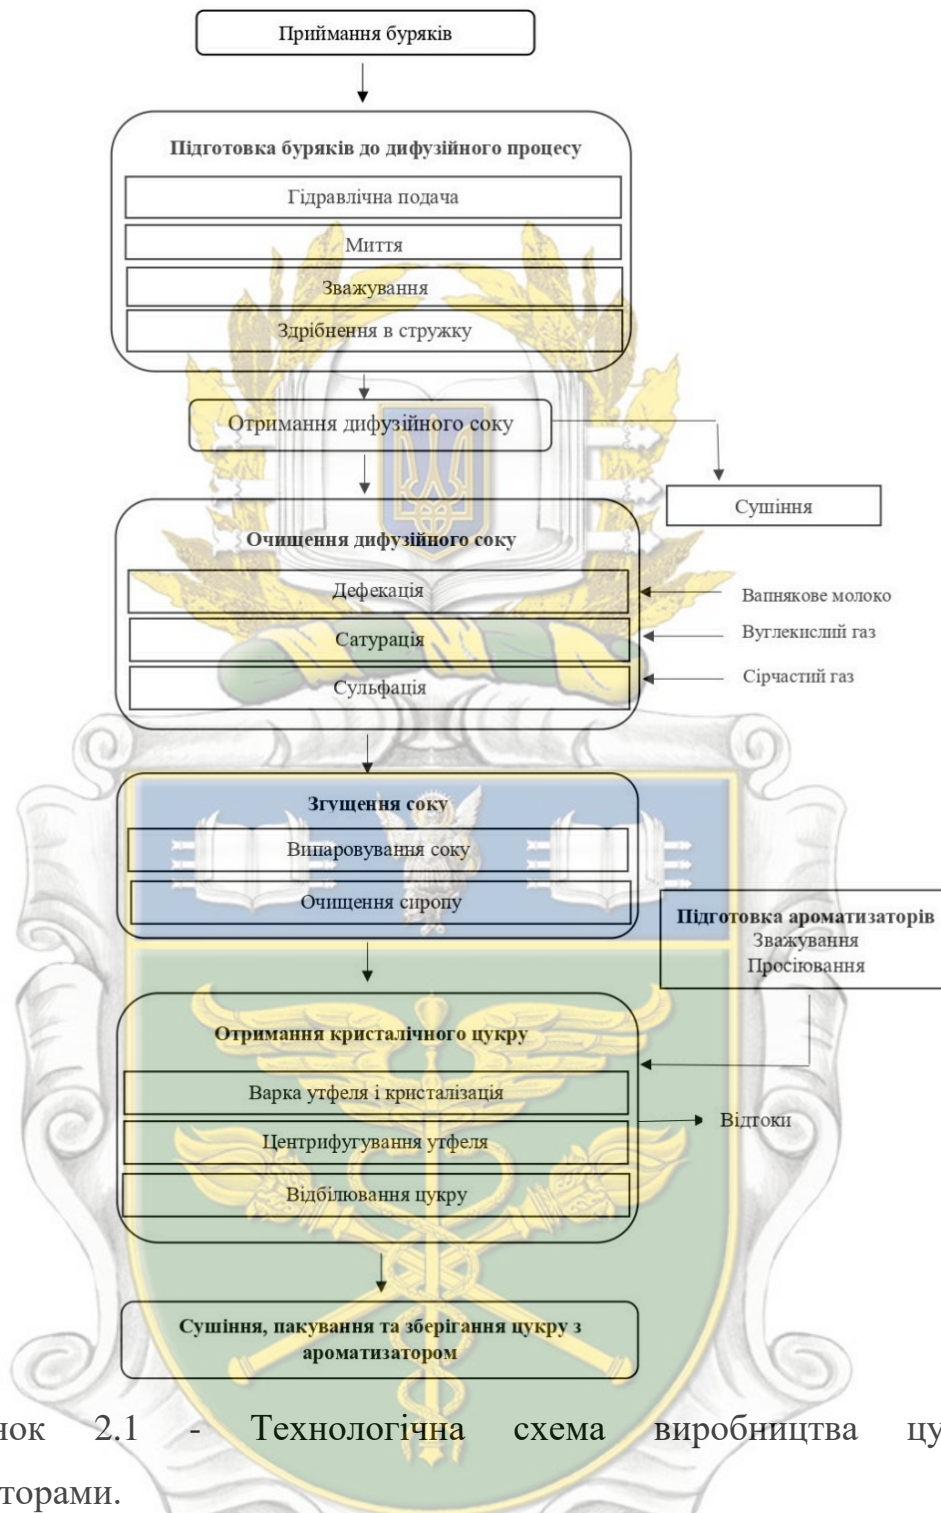 Приймання буряків
Підготовка буряків до дифузійного процесу
Гідравлічна подача
Миття
Зважування
Здрібнення в стружку
Отримання дифузійного соку
Сушіння
Очищення дифузійного соку
Дефекація
Вапнякове молоко
Сатурація
Вуглекислий газ
Сульфація
Сірчастий газ
Згущення соку
Випаровування соку
Очищення сиропу
Підготовка ароматизаторів
Зважування
Просіювання
Отримання кристалічного цукру
Варка утфеля і кристалізація
Відтоки
Центрифугування утфеля
Відбілювання цукру
Сушіння, пакування та зберігання цукру з
ароматизатором
нок 2.1 - Технологічна схема виробництва цу
торами.